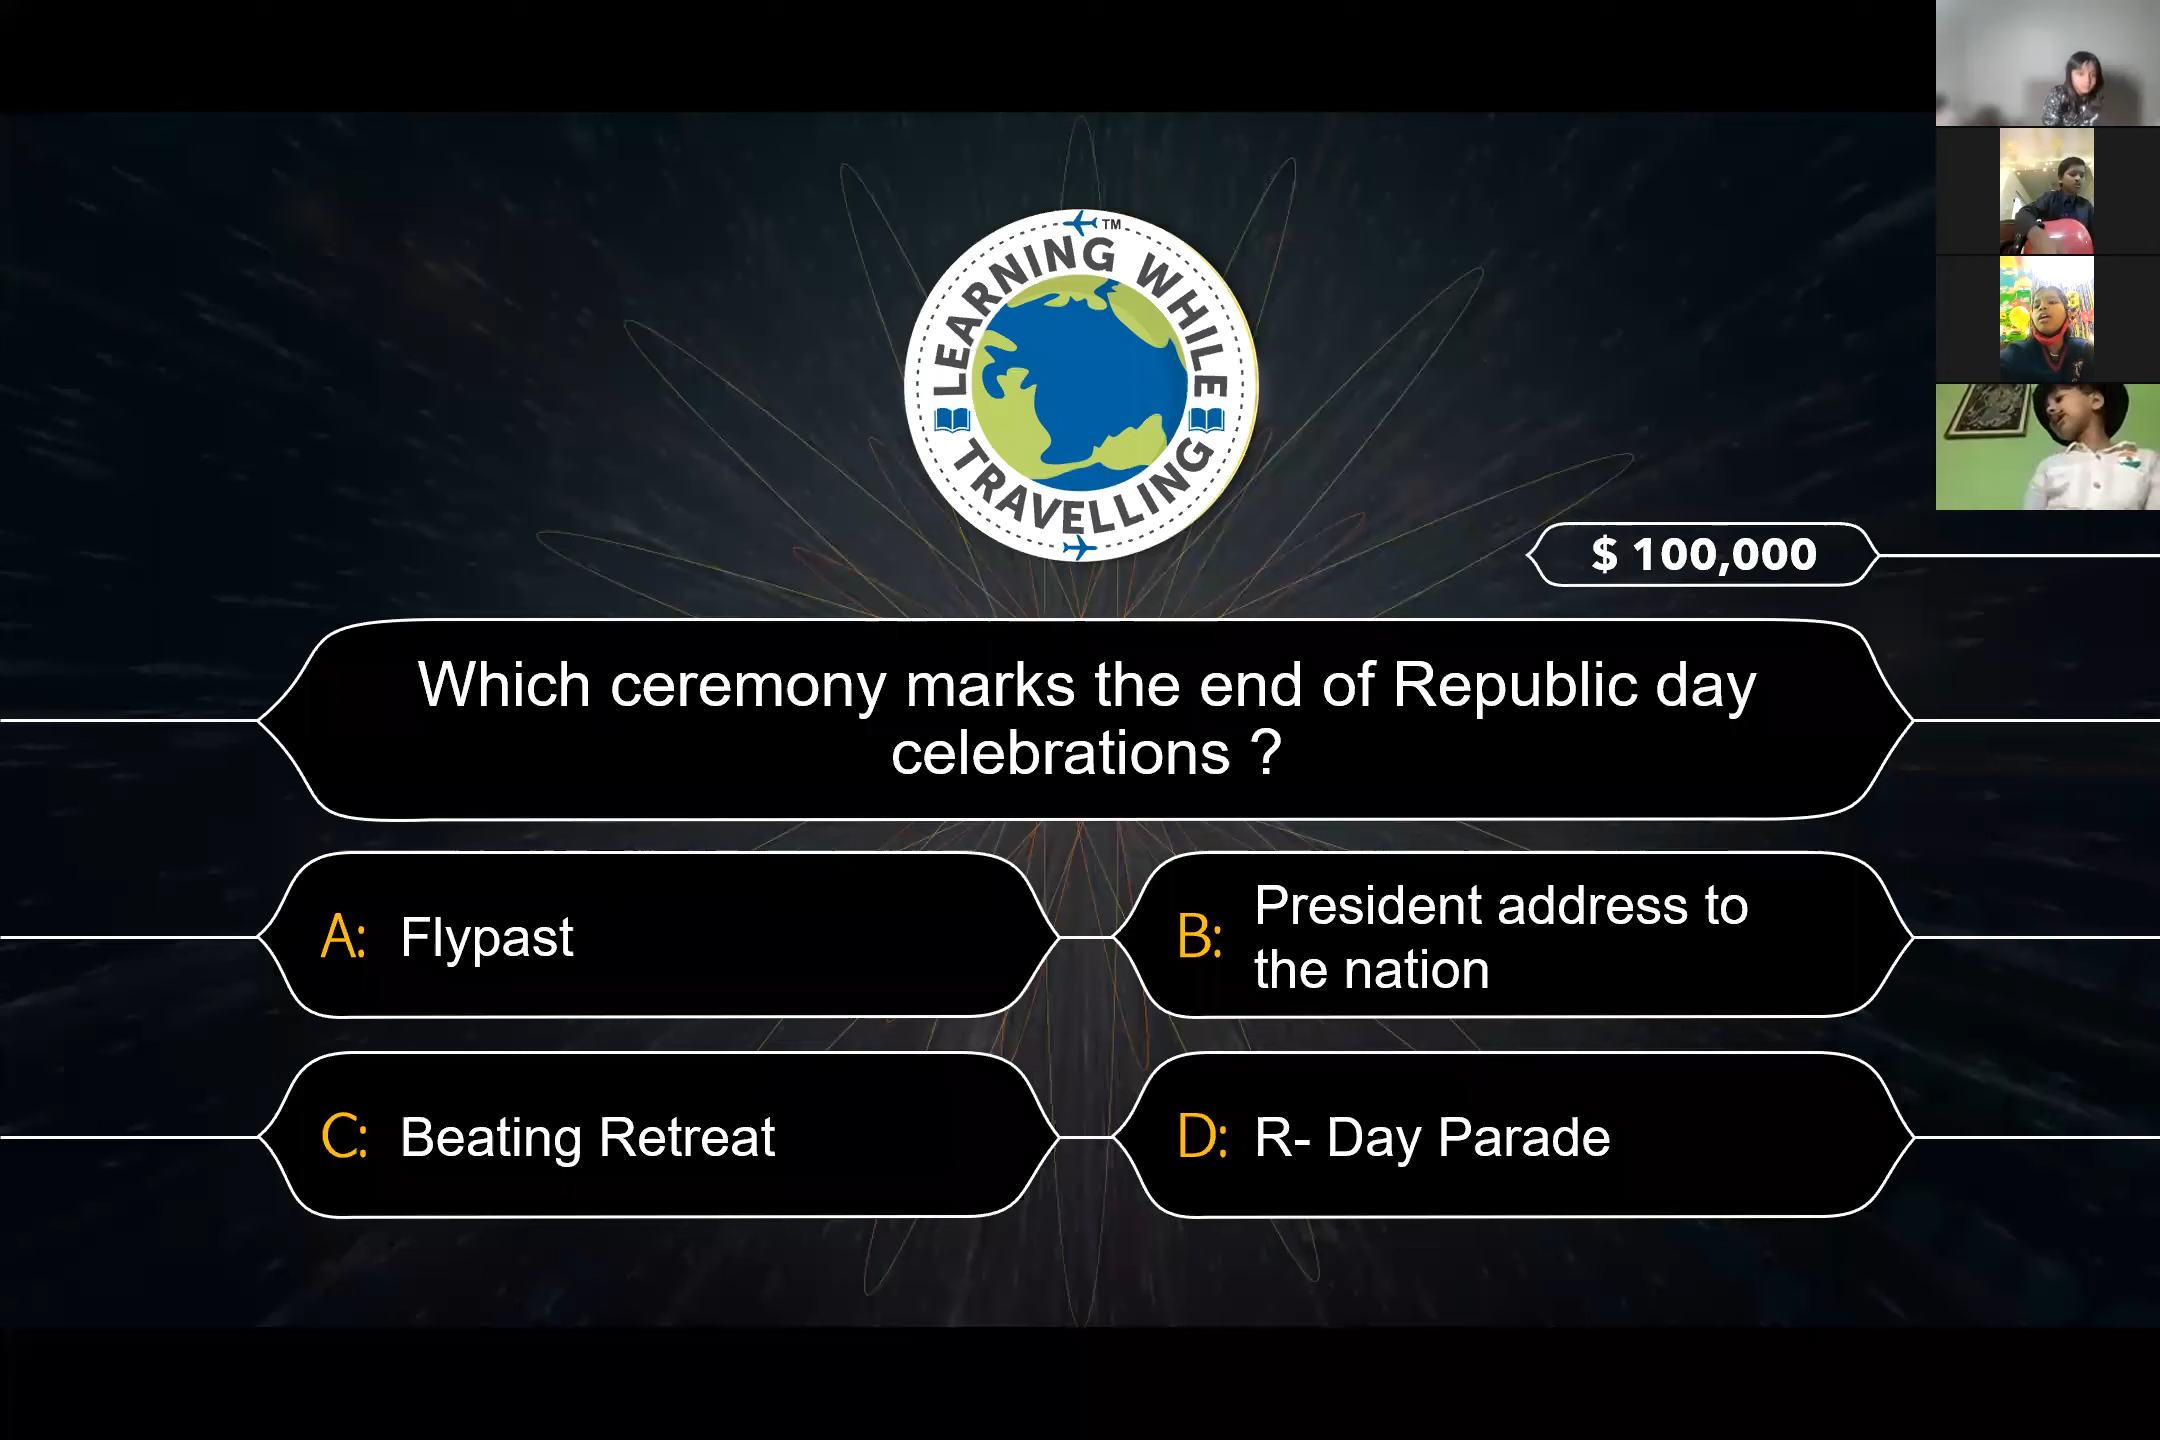 LEARNING WHILE
TM
TRAVELLING
$ 100,000
Which ceremony marks the end of Republic day
celebrations ?
A: Flypast
B: President address to
the nation
C: Beating Retreat
D: R- Day Parade